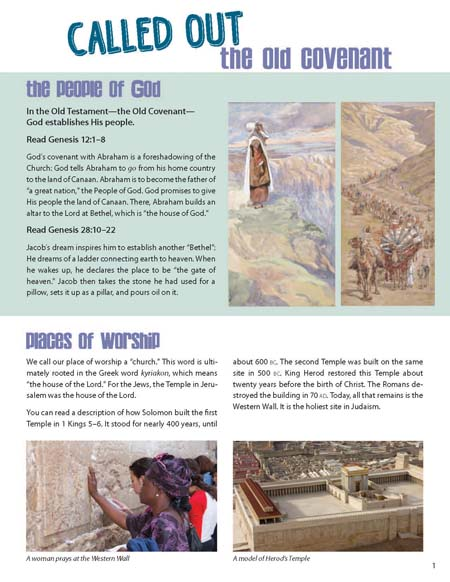 CALLED OUT
the old covenant
the people of God
In the Old Testament—the Old Covenant—
God establishes His people.
Read Genesis 12:1–8
God's covenant with Abraham is a foreshadowing of the
Church: God tells Abraham to go from his home country
to the land of Canaan. Abraham is to become the father of
"a great nation," the People of God. God promises to give
His people the land of Canaan. There, Abraham builds an
altar to the Lord at Bethel, which is "the house of God."
Read Genesis 28:10–22
Jacob's dream inspires him to establish another "Bethel":
He dreams of a ladder connecting earth to heaven. When
he wakes up, he declares the place to be "the gate of
heaven." Jacob then takes the stone he had used for a
pillow, sets it up as a pillar, and pours oil on it.
places of worship
We call our place of worship a "church." This word is ulti-
mately rooted in the Greek word kyriakon, which means
"the house of the Lord." For the Jews, the Temple in Jeru-
salem was the house of the Lord.
You can read a description of how Solomon built the first
Temple in 1 Kings 5–6. It stood for nearly 400 years, until
about 600 BC. The second Temple was built on the same
site in 500 BC. King Herod restored this Temple about
twenty years before the birth of Christ. The Romans de-
stroyed the building in 70 AD. Today, all that remains is the
Western Wall. It is the holiest site in Judaism.
A woman prays at the Western Wall
A model of Herod's Temple
1